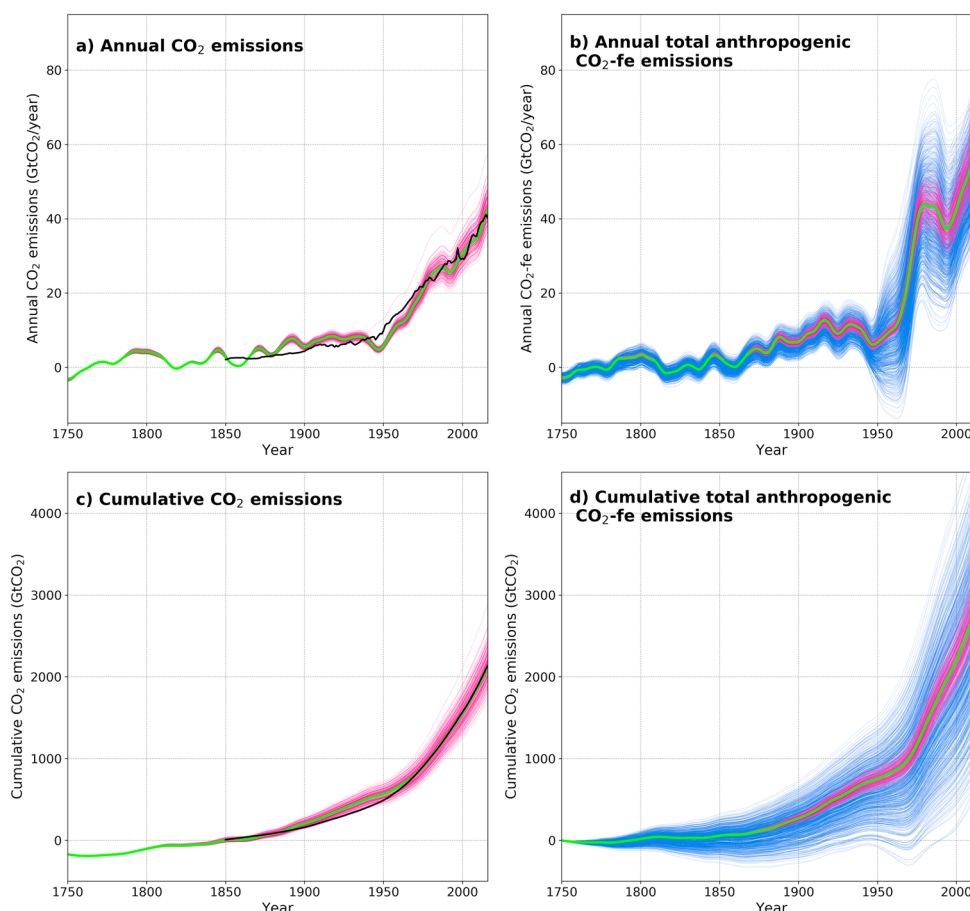 a) Annual CO₂ emissions
80
60
40
20
0
Annual CO₂ emissions (GtCO₂/year)
1750 1800 1850 1900 1950 2000
Year
b) Annual total anthropogenic
CO₂-fe emissions
80
60
40
20
0
Annual CO₂-fe emissions (GtCO₂/year)
1750 1800 1850 1900 1950 2000
Year
c) Cumulative CO₂ emissions
4000
3000
2000
1000
0
Cumulative CO₂ emissions (GtCO₂)
1750 1800 1850 1900 1950 2000
Year
d) Cumulative total anthropogenic
CO₂-fe emissions
4000
3000
2000
1000
0
Cumulative CO₂ emissions (GtCO₂)
1750 1800 1850 1900 1950 2000
Year